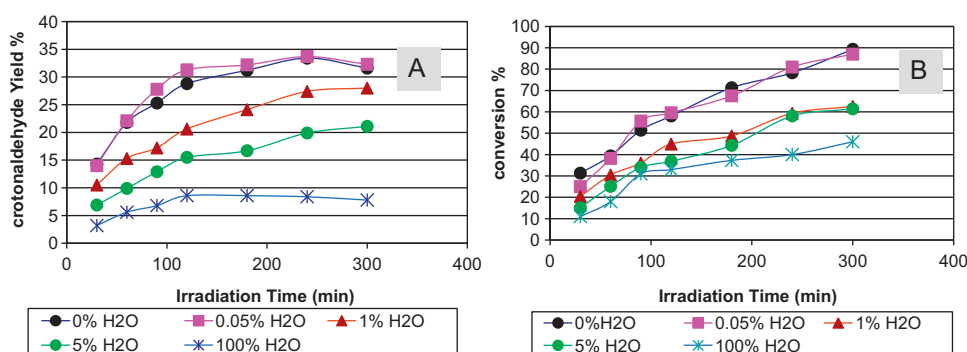 crotonaldehyde Yield %
40
35
30
25
20
15
10
5
0
0 100 200 300 400
A
Irradiation Time (min)
0% H2O 0.05% H2O 1% H2O
5% H2O 100% H2O
conversion %
100
90
80
70
60
50
40
30
20
10
0
0 100 200 300 400
B
Irradiation Time (min)
0%H2O 0.05% H2O 1% H2O
5% H2O 100% H2O